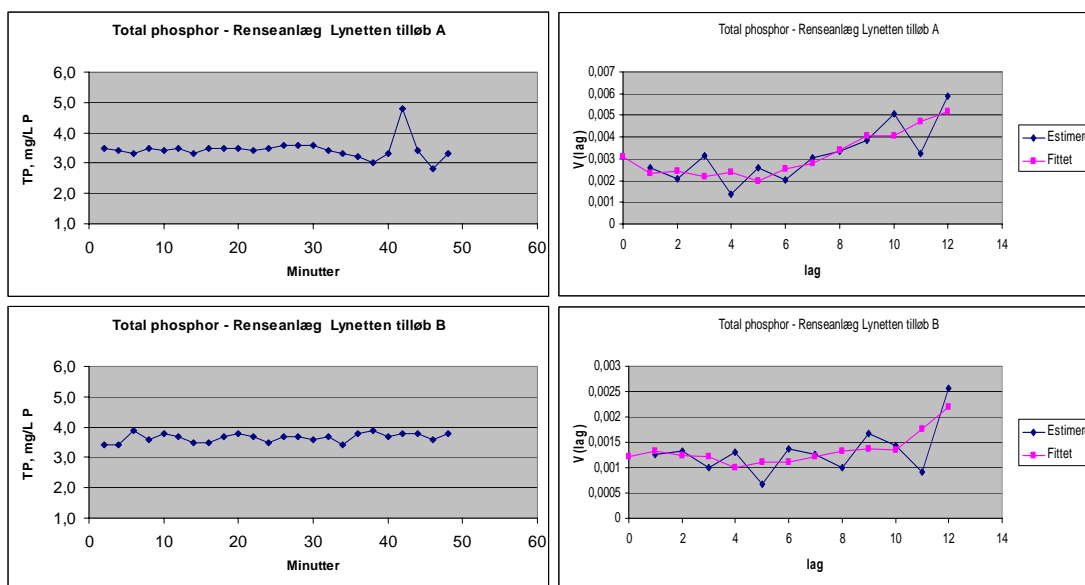 Total phosphor - Renseanlæg Lynetten tilløb A
TP, mg/L P
6,0
5,0
4,0
3,0
2,0
1,0
0 10 20 30 40 50 60
Minutter
Total phosphor - Renseanlæg Lynetten tilløb A
V (lag)
0,007
0,006
0,005
0,004
0,003
0,002
0,001
0
0 2 4 6 8 10 12 14
lag
Estimere
Fittet
Total phosphor - Renseanlæg Lynetten tilløb B
TP, mg/L P
6,0
5,0
4,0
3,0
2,0
1,0
0 10 20 30 40 50 60
Minutter
Total phosphor - Renseanlæg Lynetten tilløb B
V (lag)
0,003
0,0025
0,002
0,0015
0,001
0,0005
0
0 2 4 6 8 10 12 14
lag
Estimere
Fittet